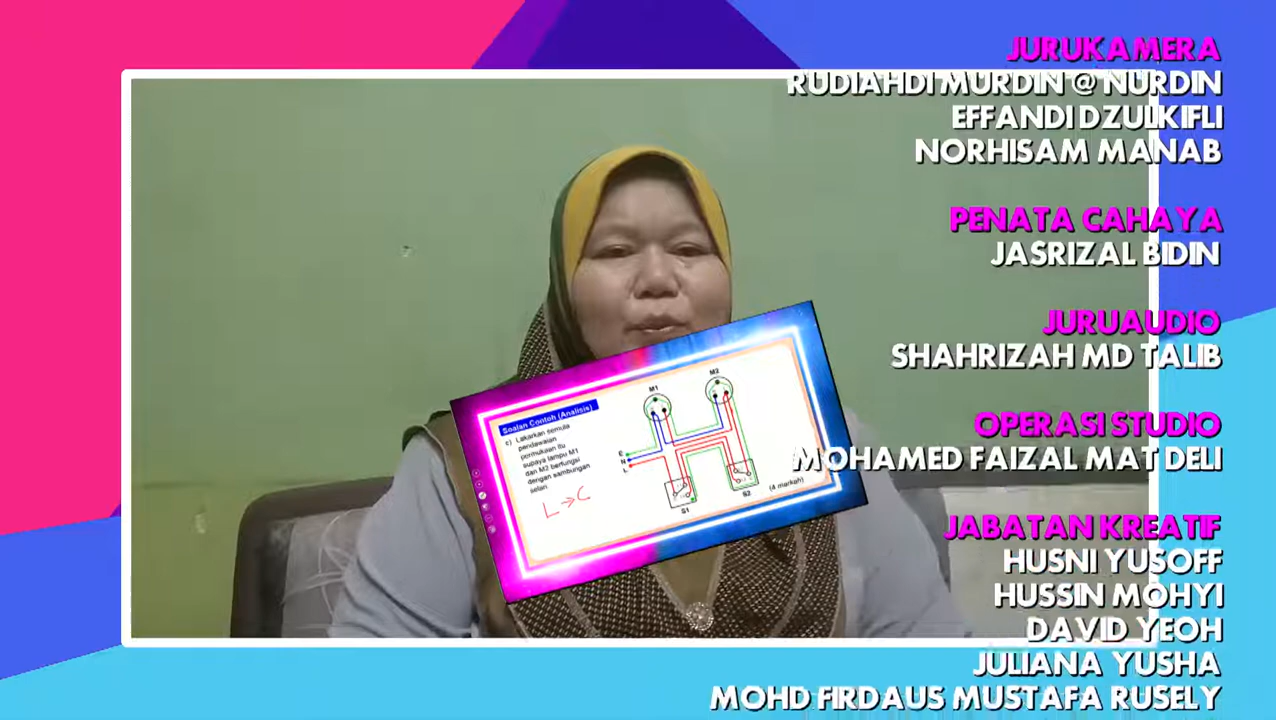 JURUKAMERA
RUDIAHDI MURDIN @ NURDIN
EFFANDI DZULKIFLI
NORHISAM MANAB
PENATA CAHAYA
JASRIZAL BIDIN
JURUAUDIO
SHAHRIZAH MD TALIB
OPERASI STUDIO
MOHAMED FAIZAL MAT DELI
JABATAN KREATIF
HUSNI YUSOFF
HUSSIN MOHYI
DAVID YEOH
JULIANA YUSHA
MOHD FIRDAUS MUSTAFA RUSELY
Soalan Contoh (Analisis)
c) Lakarkan semula
pendawaian
permukaan itu
supaya lampu M1
dan M2 berfungsi
dengan sambungan
selari
L → C
M1
M2
E
N
L
S1
S2
(4 markah)